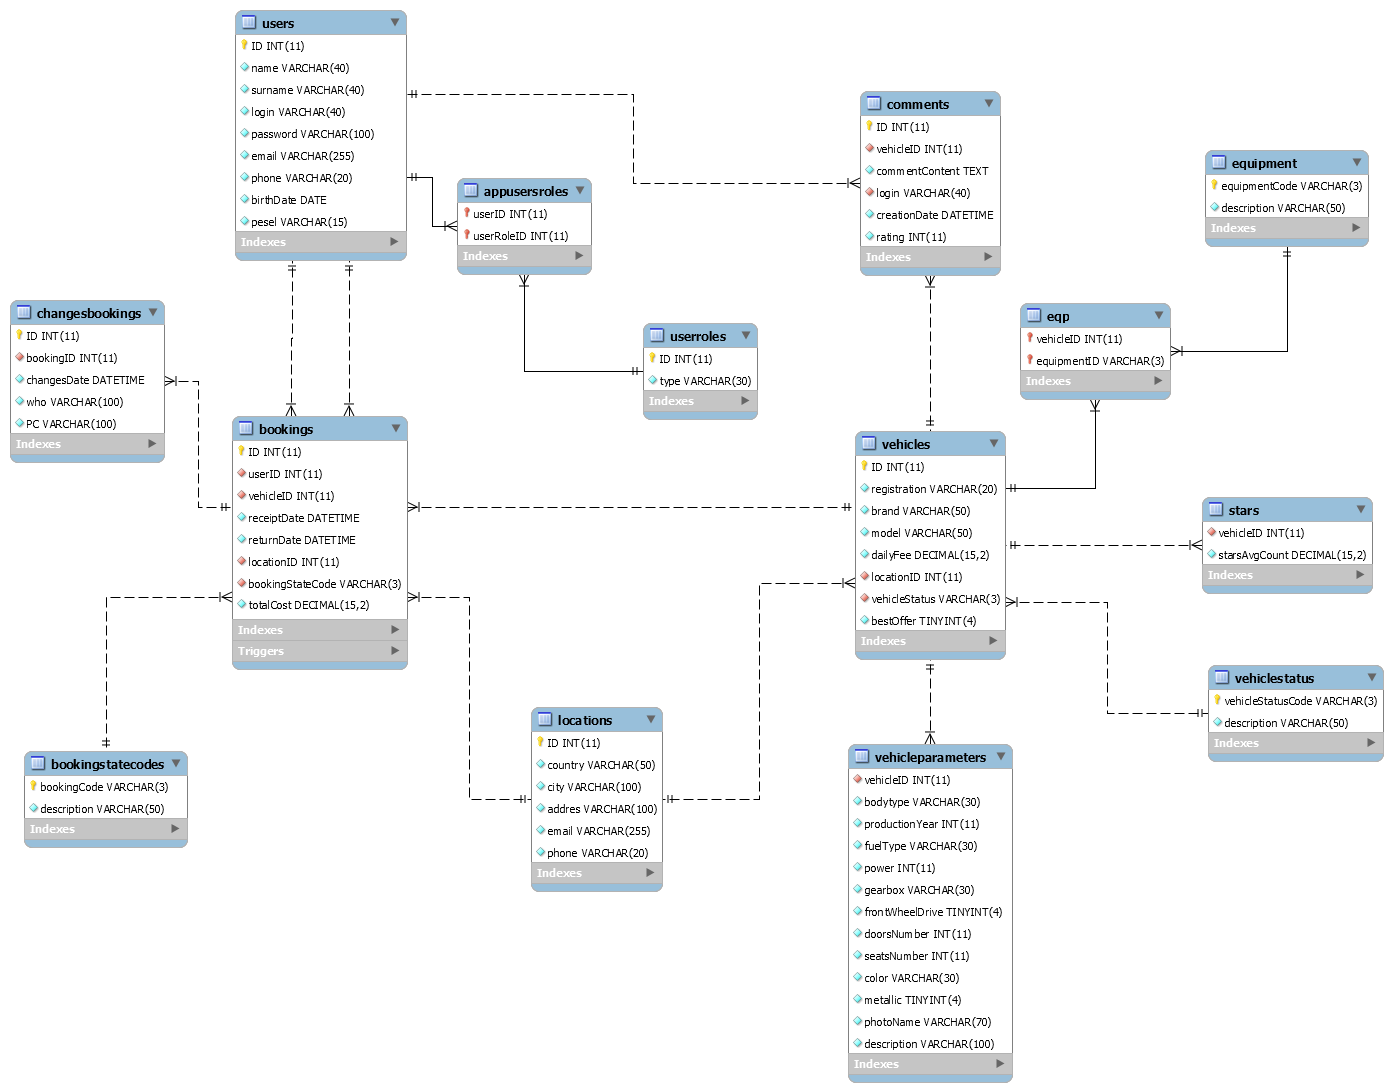 users
ID INT(11)
name VARCHAR(40)
surname VARCHAR(40)
login VARCHAR(40)
password VARCHAR(100)
email VARCHAR(255)
phone VARCHAR(20)
birthDate DATE
pesel VARCHAR(15)
Indexes
appusersroles
userID INT(11)
userRoleID INT(11)
Indexes
comments
ID INT(11)
vehicleID INT(11)
commentContent TEXT
login VARCHAR(40)
creationDate DATETIME
rating INT(11)
Indexes
equipment
equipmentCode VARCHAR(3)
description VARCHAR(50)
Indexes
changesbookings
ID INT(11)
bookingID INT(11)
changesDate DATETIME
who VARCHAR(100)
PC VARCHAR(100)
Indexes
userroles
ID INT(11)
type VARCHAR(30)
Indexes
eqp
vehicleID INT(11)
equipmentID VARCHAR(3)
Indexes
bookings
ID INT(11)
userID INT(11)
vehicleID INT(11)
receiptDate DATETIME
returnDate DATETIME
locationID INT(11)
bookingStateCode VARCHAR(3)
totalCost DECIMAL(15,2)
Indexes
Triggers
vehicles
ID INT(11)
registration VARCHAR(20)
brand VARCHAR(50)
model VARCHAR(50)
dailyFee DECIMAL(15,2)
locationID INT(11)
vehicleStatus VARCHAR(3)
bestOffer TINYINT(4)
Indexes
stars
vehicleID INT(11)
starsAvgCount DECIMAL(15,2)
Indexes
vehiclestatus
vehicleStatusCode VARCHAR(3)
description VARCHAR(50)
Indexes
bookingstatecodes
bookingCode VARCHAR(3)
description VARCHAR(50)
Indexes
locations
ID INT(11)
country VARCHAR(50)
city VARCHAR(100)
addres VARCHAR(100)
email VARCHAR(255)
phone VARCHAR(20)
Indexes
vehicleparameters
vehicleID INT(11)
bodytype VARCHAR(30)
productionYear INT(11)
fuelType VARCHAR(30)
power INT(11)
gearbox VARCHAR(30)
frontWheelDrive TINYINT(4)
doorsNumber INT(11)
seatsNumber INT(11)
color VARCHAR(30)
metallic TINYINT(4)
photoName VARCHAR(70)
description VARCHAR(100)
Indexes